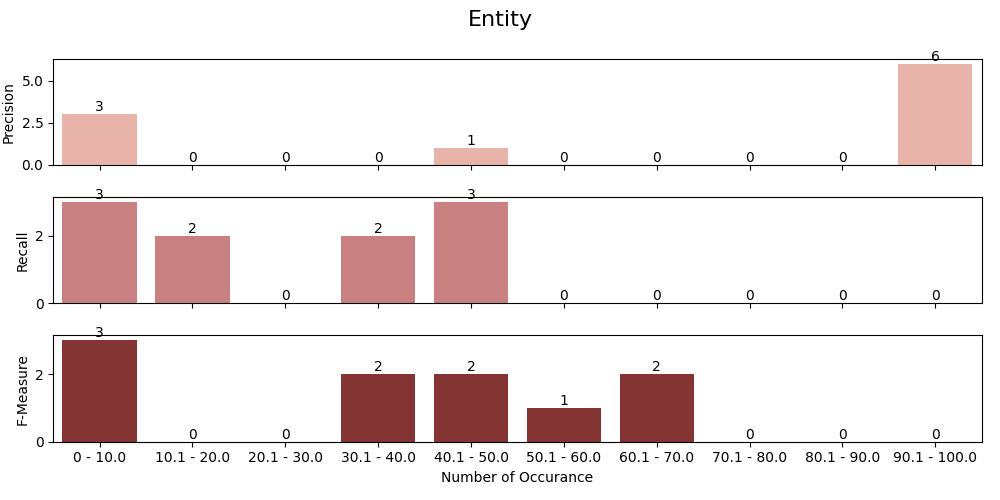 Entity
Precision
5.0
2.5
0.0
3 0 0 0 1 0 0 0 0 6
Recall
2
0
3 2 0 2 3 0 0 0 0 0
F-Measure
2
0
3 0 0 2 2 1 2 0 0 0
0 - 10.0 10.1 - 20.0 20.1 - 30.0 30.1 - 40.0 40.1 - 50.0 50.1 - 60.0 60.1 - 70.0 70.1 - 80.0 80.1 - 90.0 90.1 - 100.0
Number of Occurance